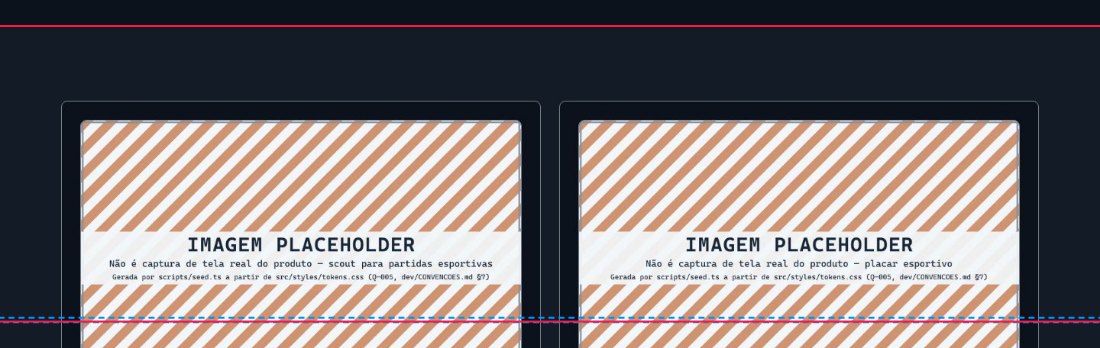 IMAGEM PLACEHOLDER
Não é captura de tela real do produto — scout para partidas esportivas
Gerada por scripts/seed.ts a partir de src/styles/tokens.css (Q-005, dev/CONVENCOES.md §7)
IMAGEM PLACEHOLDER
Não é captura de tela real do produto — placar esportivo
Gerada por scripts/seed.ts a partir de src/styles/tokens.css (Q-005, dev/CONVENCOES.md §7)